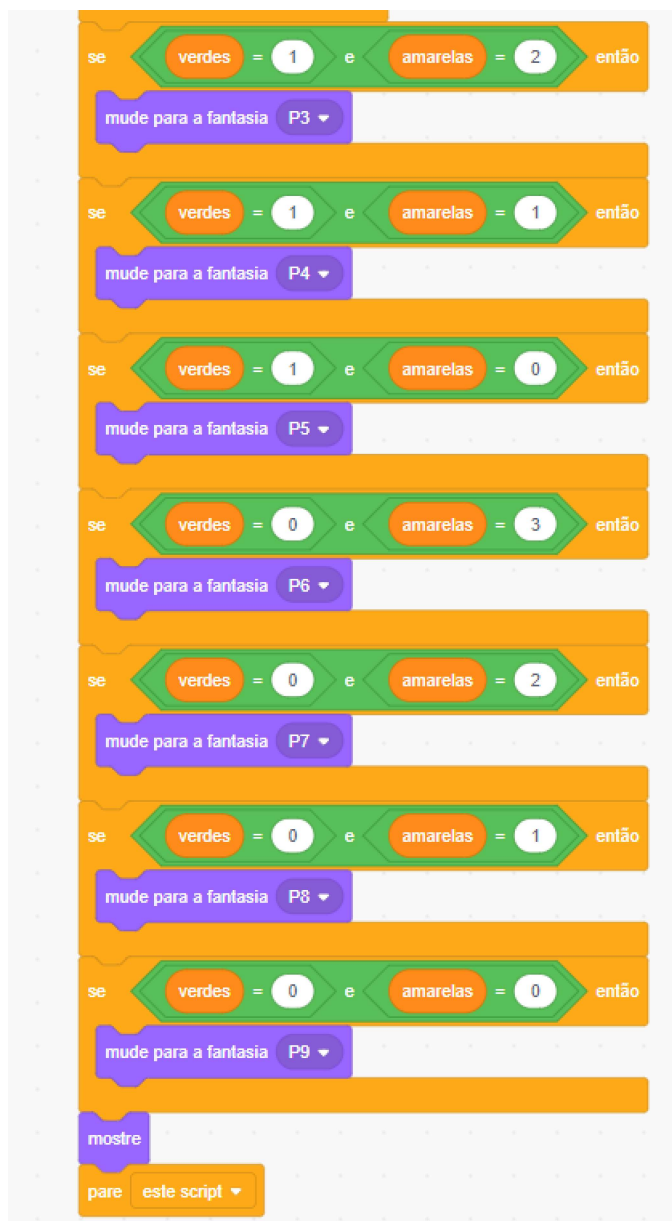 se verdes = 1 e amarelas = 2 então
mude para a fantasia P3
se verdes = 1 e amarelas = 1 então
mude para a fantasia P4
se verdes = 1 e amarelas = 0 então
mude para a fantasia P5
se verdes = 0 e amarelas = 3 então
mude para a fantasia P6
se verdes = 0 e amarelas = 2 então
mude para a fantasia P7
se verdes = 0 e amarelas = 1 então
mude para a fantasia P8
se verdes = 0 e amarelas = 0 então
mude para a fantasia P9
mostre
pare este script